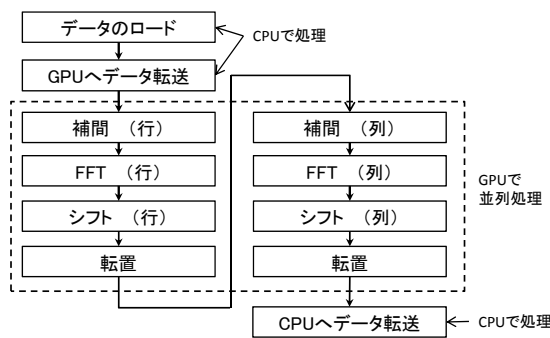 データのロード
CPUで処理
GPUへデータ転送
補間 (行)
FFT (行)
シフト (行)
転置
補間 (列)
FFT (列)
シフト (列)
転置
GPUで
並列処理
CPUへデータ転送
CPUで処理